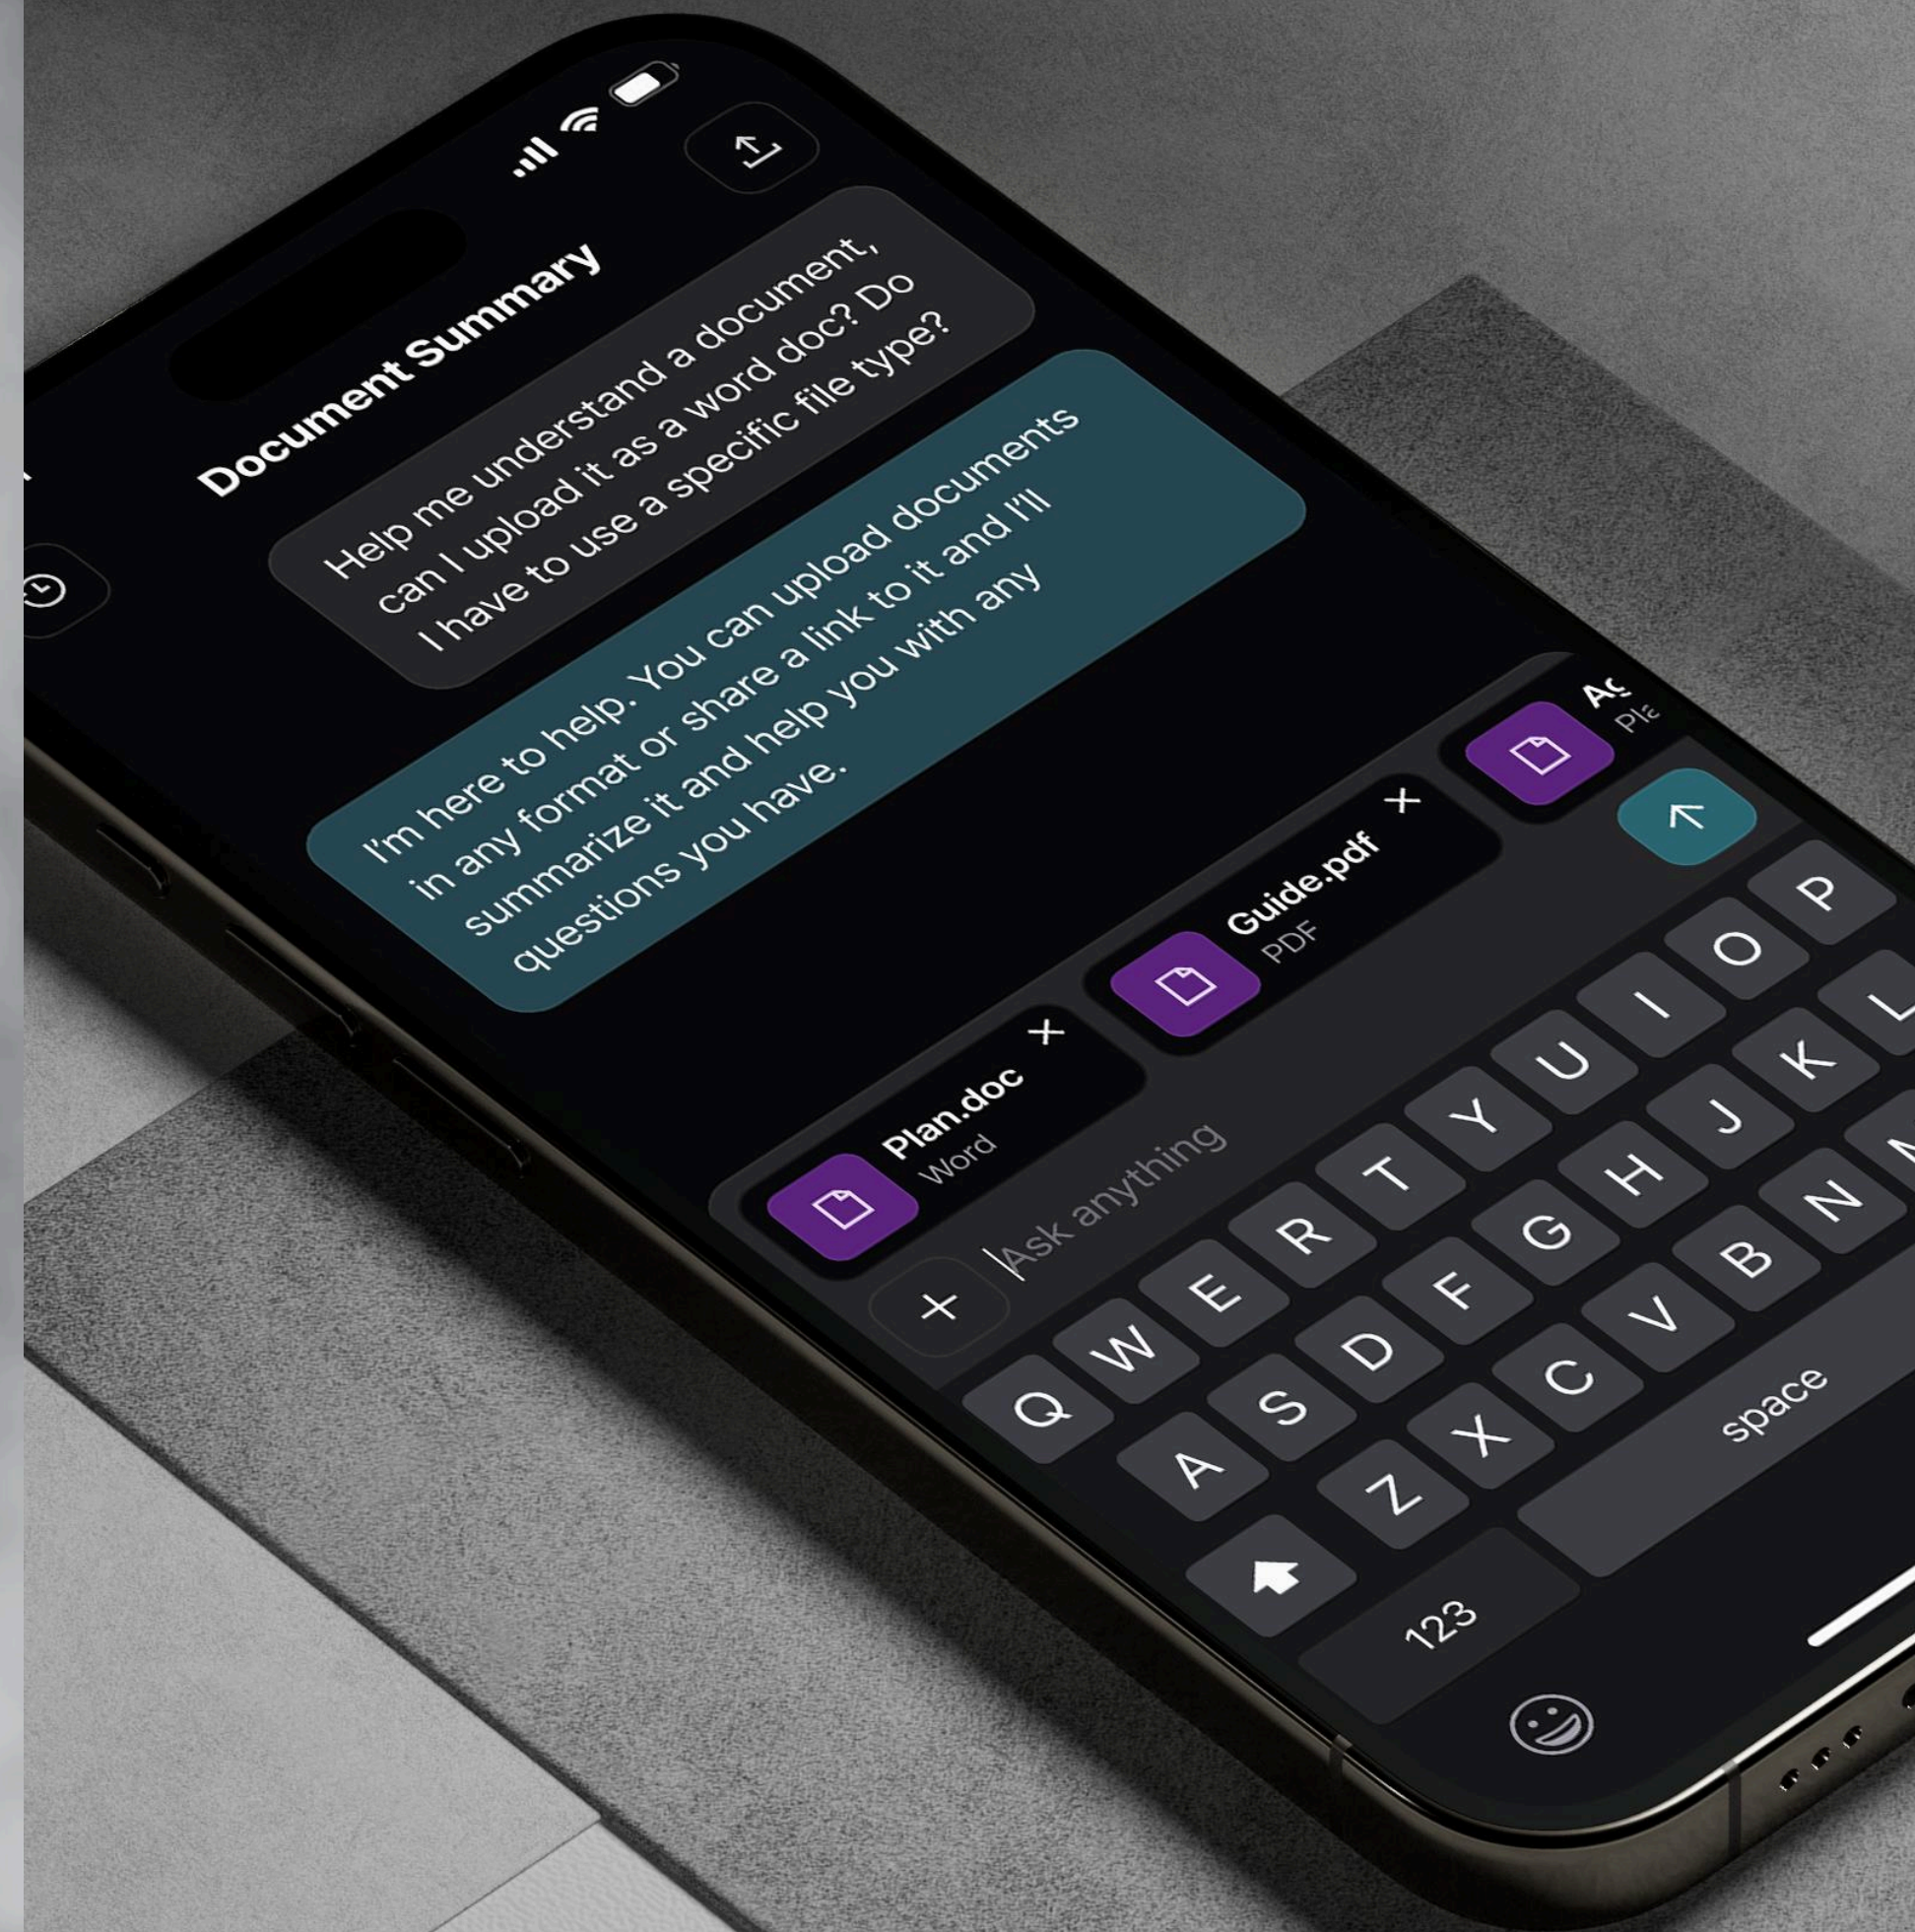 Document Summary
Help me understand a document,
can I upload it as a word doc? Do
I have to use a specific file type?
I'm here to help. You can upload documents
in any format or share a link to it and I'll
summarize it and help you with any
questions you have.
Plan.doc
Word
Guide.pdf
PDF
Ask anything
Q W E R T Y U I O P
A S D F G H J K L
Z X C V B N
123
space